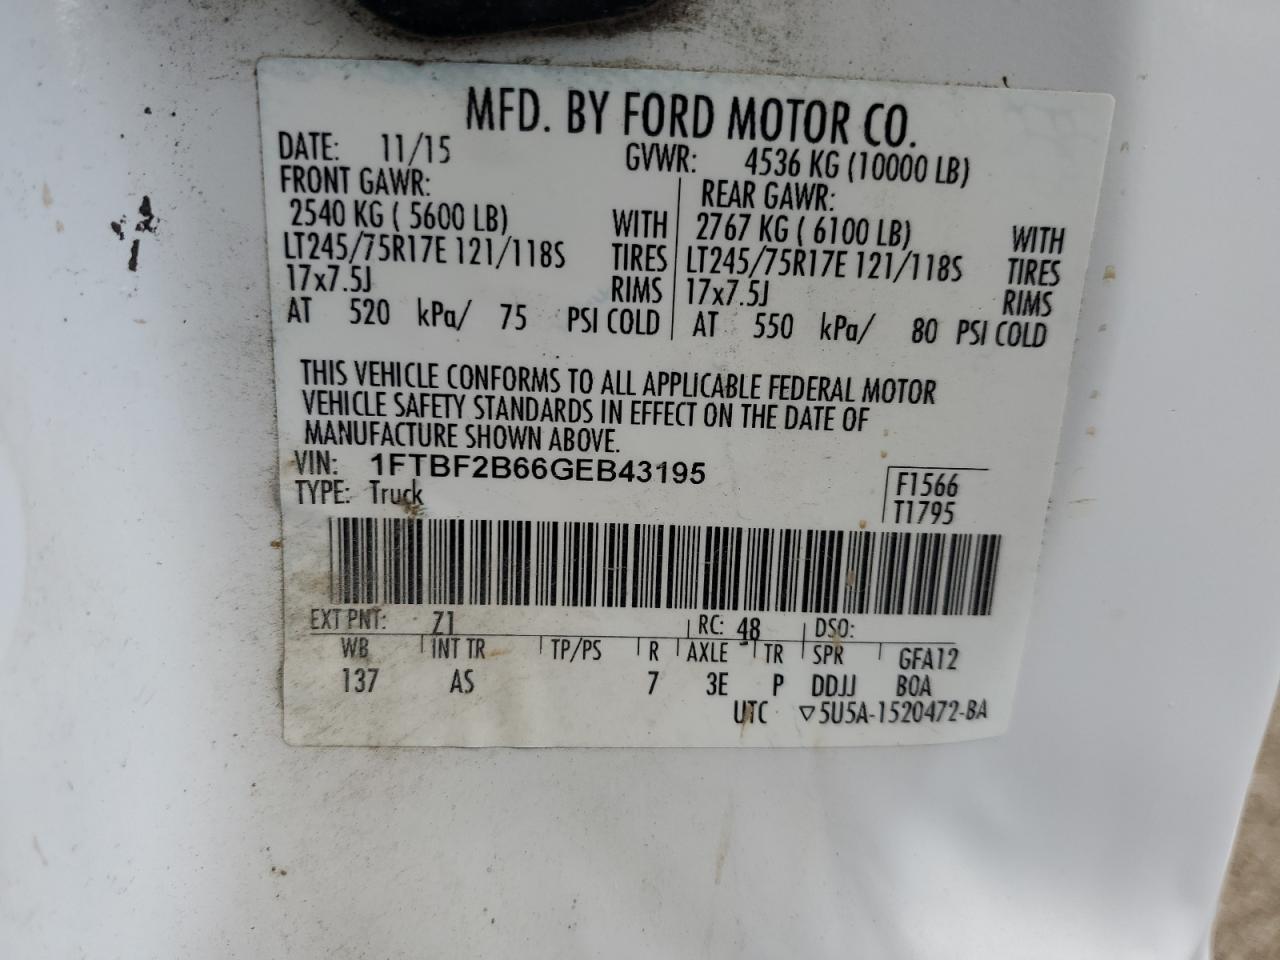 MFD. BY FORD MOTOR CO.
DATE: 11/15 GVWR: 4536 KG (10000 LB)
FRONT GAWR:
2540 KG ( 5600 LB) WITH
LT245/75R17E 121/118S TIRES
17x7.5J RIMS
AT 520 kPa/ 75 PSI COLD
REAR GAWR:
2767 KG ( 6100 LB) WITH
LT245/75R17E 121/118S TIRES
17x7.5J RIMS
AT 550 kPa/ 80 PSI COLD
THIS VEHICLE CONFORMS TO ALL APPLICABLE FEDERAL MOTOR
VEHICLE SAFETY STANDARDS IN EFFECT ON THE DATE OF
MANUFACTURE SHOWN ABOVE.
VIN: 1FTBF2B66GEB43195
TYPE: Truck
F1566
T1795
EXT PNT: Z1 RC: 48 DSO:
WB INT TR TP/PS R AXLE TR SPR GFA12
137 AS 7 3E P DDJJ BOA
UTC ▽5U5A-1520472-BA